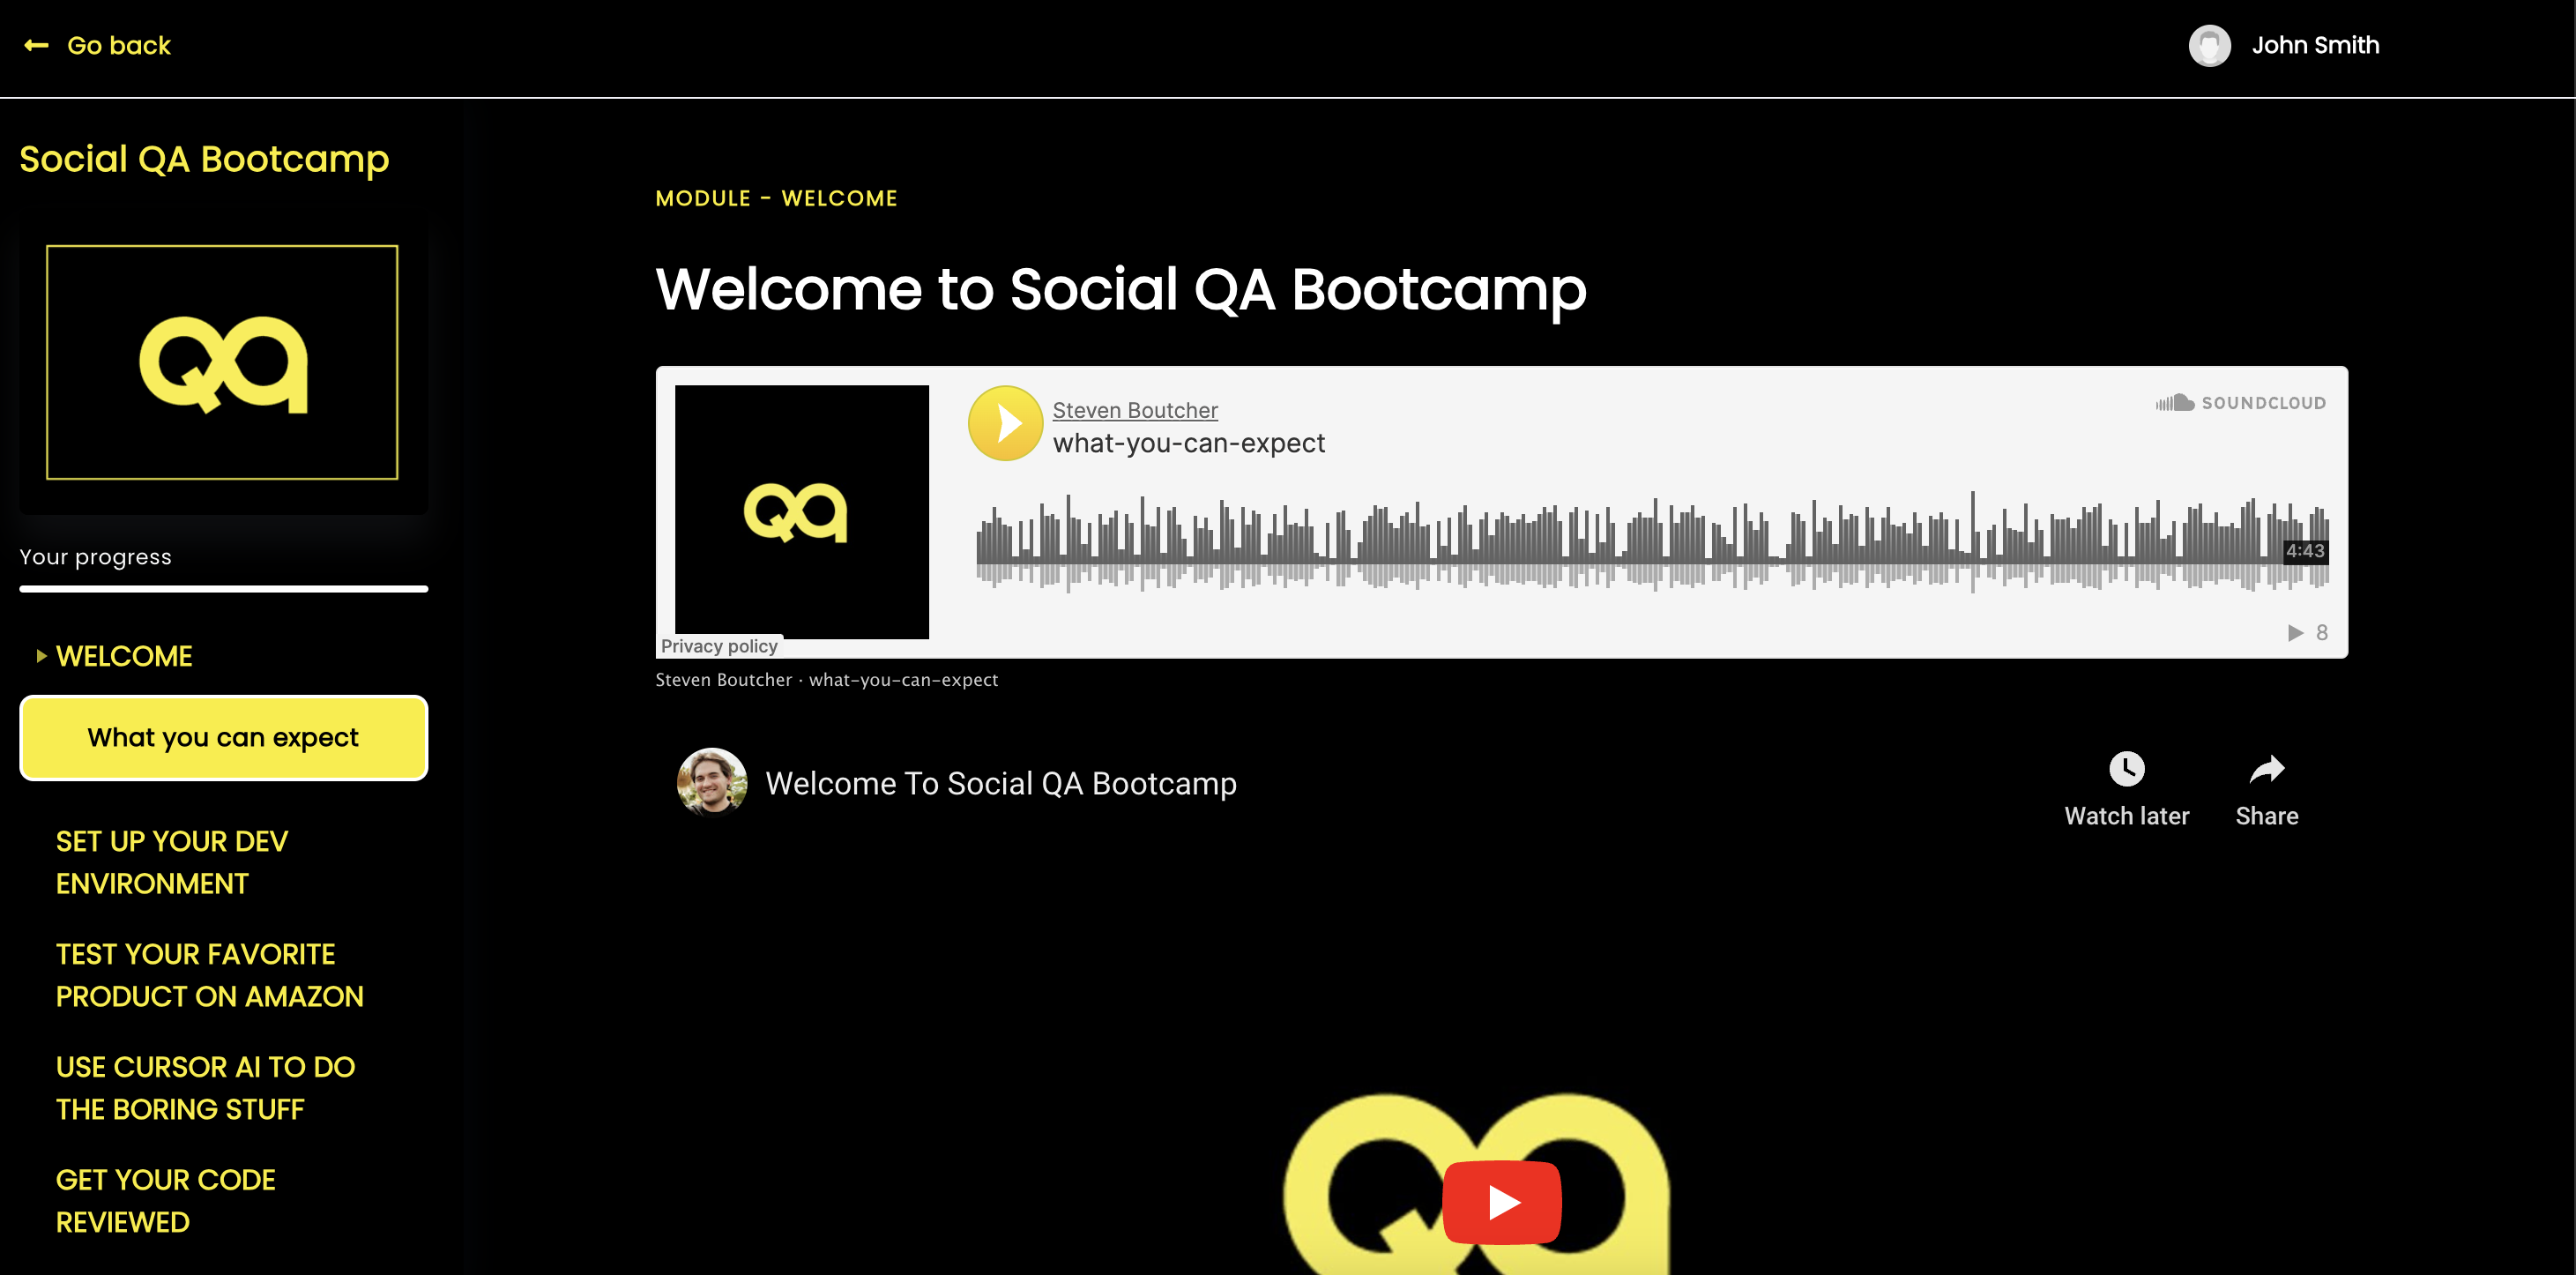 Go back
John Smith
Social QA Bootcamp
qa
Your progress
WELCOME
What you can expect
SET UP YOUR DEV
ENVIRONMENT
TEST YOUR FAVORITE
PRODUCT ON AMAZON
USE CURSOR AI TO DO
THE BORING STUFF
GET YOUR CODE
REVIEWED
MODULE - WELCOME
Welcome to Social QA Bootcamp
qa
Steven Boutcher
what-you-can-expect
SOUNDCLOUD
4:43
8
Privacy policy
Steven Boutcher · what-you-can-expect
Welcome To Social QA Bootcamp
Watch later
Share
qa